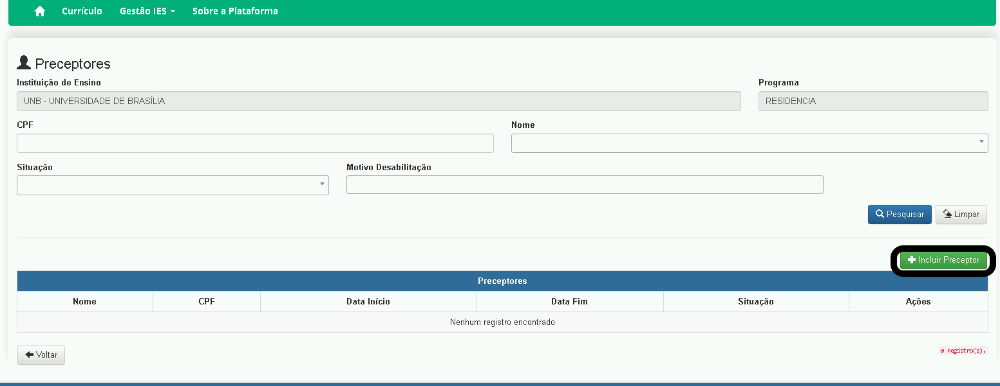 Currículo Gestão IES Sobre a Plataforma
Preceptores
Instituição de Ensino Programa
UNB - UNIVERSIDADE DE BRASÍLIA RESIDENCIA
CPF Nome
Situação Motivo Desabilitação
Pesquisar Limpar
Incluir Preceptor
Preceptores
Nome CPF Data Início Data Fim Situação Ações
Nenhum registro encontrado
Voltar 0 Registro(s).